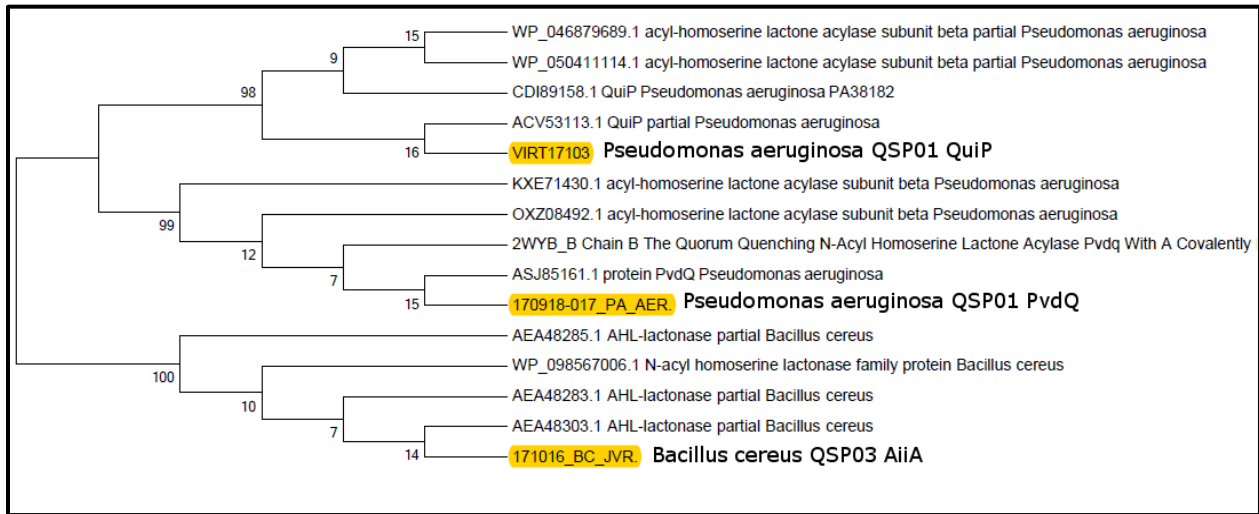 15
WP_046879689.1 acyl-homoserine lactone acylase subunit beta partial Pseudomonas aeruginosa
9
WP_050411114.1 acyl-homoserine lactone acylase subunit beta partial Pseudomonas aeruginosa
98
CDI89158.1 QuiP Pseudomonas aeruginosa PA38182
ACV53113.1 QuiP partial Pseudomonas aeruginosa
16
VIRT17103 Pseudomonas aeruginosa QSP01 QuiP
KXE71430.1 acyl-homoserine lactone acylase subunit beta Pseudomonas aeruginosa
99
OXZ08492.1 acyl-homoserine lactone acylase subunit beta Pseudomonas aeruginosa
12
2WYB_B Chain B The Quorum Quenching N-Acyl Homoserine Lactone Acylase Pvdq With A Covalently
7
ASJ85161.1 protein PvdQ Pseudomonas aeruginosa
15
170918-017_PA_AER. Pseudomonas aeruginosa QSP01 PvdQ
AEA48285.1 AHL-lactonase partial Bacillus cereus
100
WP_098567006.1 N-acyl homoserine lactonase family protein Bacillus cereus
10
AEA48283.1 AHL-lactonase partial Bacillus cereus
7
AEA48303.1 AHL-lactonase partial Bacillus cereus
14
171016_BC_JVR. Bacillus cereus QSP03 AiiA